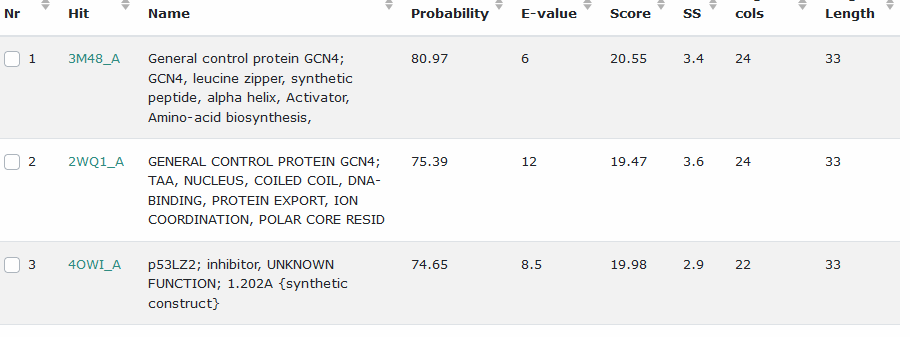 Nr Hit Name Probability E-value Score SS cols Length
1 3M48_A General control protein GCN4; 80.97 6 20.55 3.4 24 33
GCN4, leucine zipper, synthetic
peptide, alpha helix, Activator,
Amino-acid biosynthesis,
2 2WQ1_A GENERAL CONTROL PROTEIN GCN4; 75.39 12 19.47 3.6 24 33
TAA, NUCLEUS, COILED COIL, DNA-
BINDING, PROTEIN EXPORT, ION
COORDINATION, POLAR CORE RESID
3 4OWI_A p53LZ2; inhibitor, UNKNOWN 74.65 8.5 19.98 2.9 22 33
FUNCTION; 1.202A {synthetic
construct}